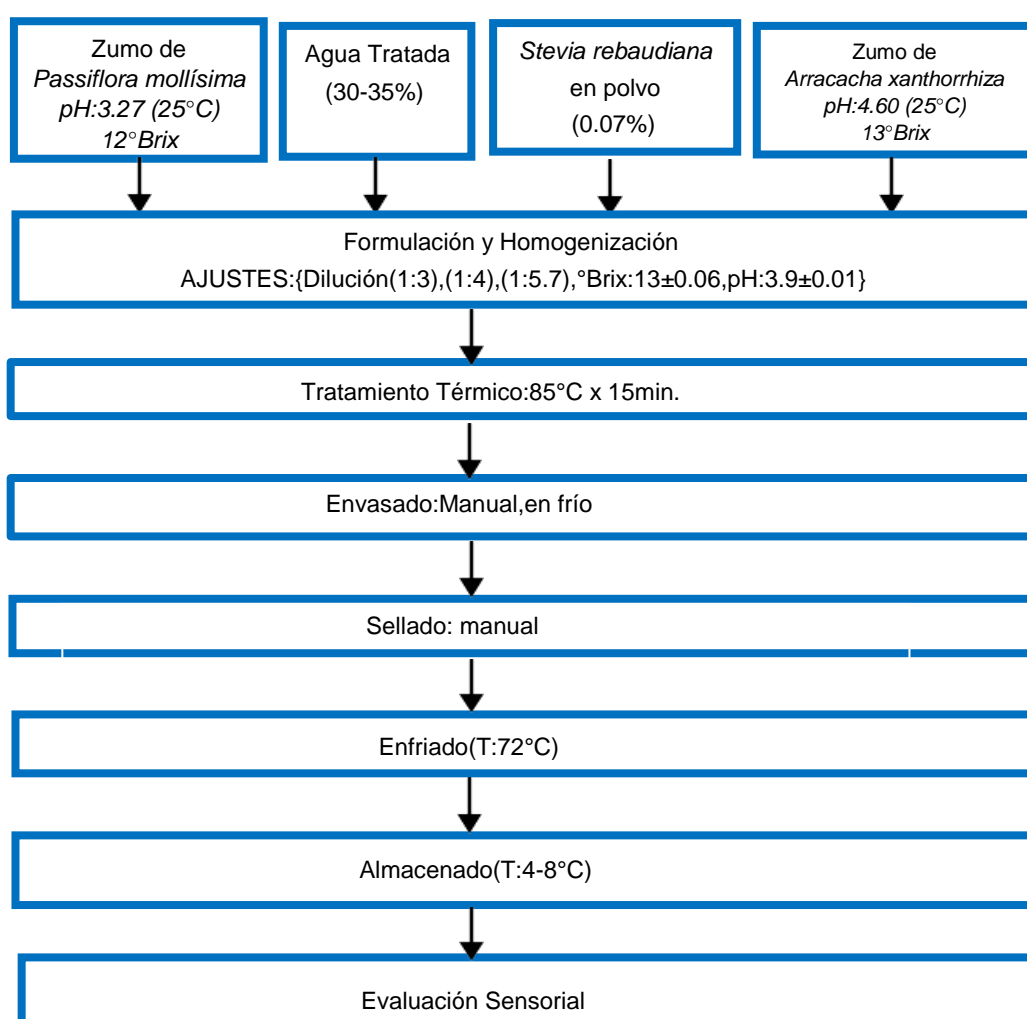 Zumo de
Passiflora mollísima
pH:3.27 (25°C)
12°Brix
Agua Tratada
(30-35%)
Stevia rebaudiana
en polvo
(0.07%)
Zumo de
Arracacha xanthorrhiza
pH:4.60 (25°C)
13°Brix
Formulación y Homogenización
AJUSTES:{Dilución(1:3),(1:4),(1:5.7),°Brix:13±0.06,pH:3.9±0.01}
Tratamiento Térmico:85°C x 15min.
Envasado:Manual,en frío
Sellado: manual
Enfriado(T:72°C)
Almacenado(T:4-8°C)
Evaluación Sensorial